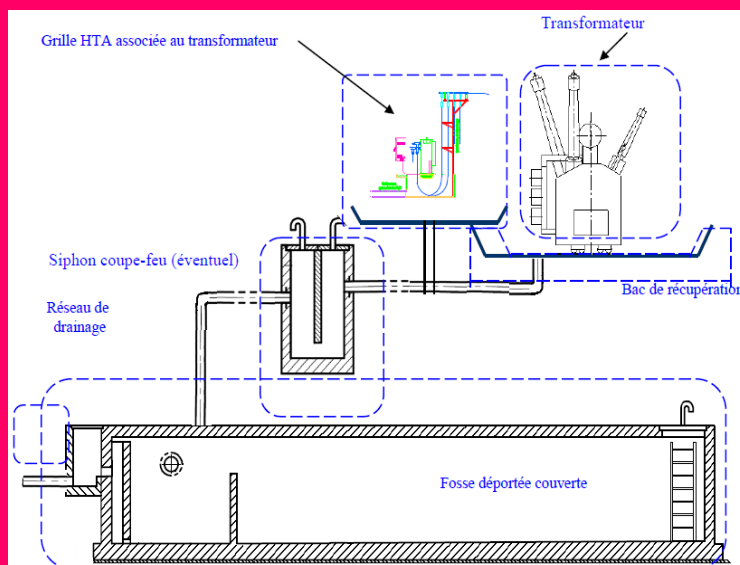 Transformateur
Grille HTA associée au transformateur
Siphon coupe-feu (éventuel)
Bac de récupération
Réseau de
drainage
Fosse déportée couverte